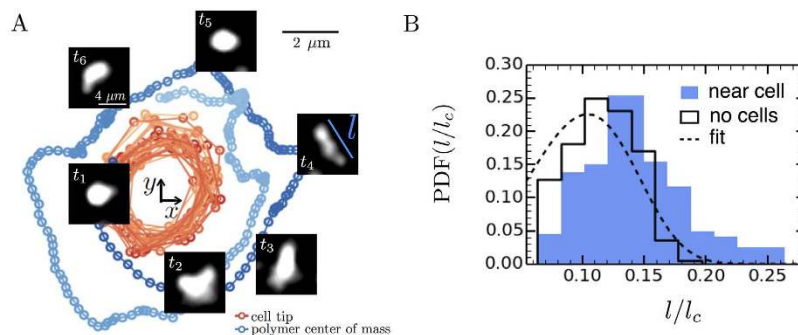 A
t5
2 μm
t6
4 μm
l
t4
t1
y
x
t3
t2
cell tip
polymer center of mass
B
PDF(l/lc)
0.30
0.25
0.20
0.15
0.10
0.05
0.00
near cell
no cells
fit
0.10 0.15 0.20 0.25
l/lc